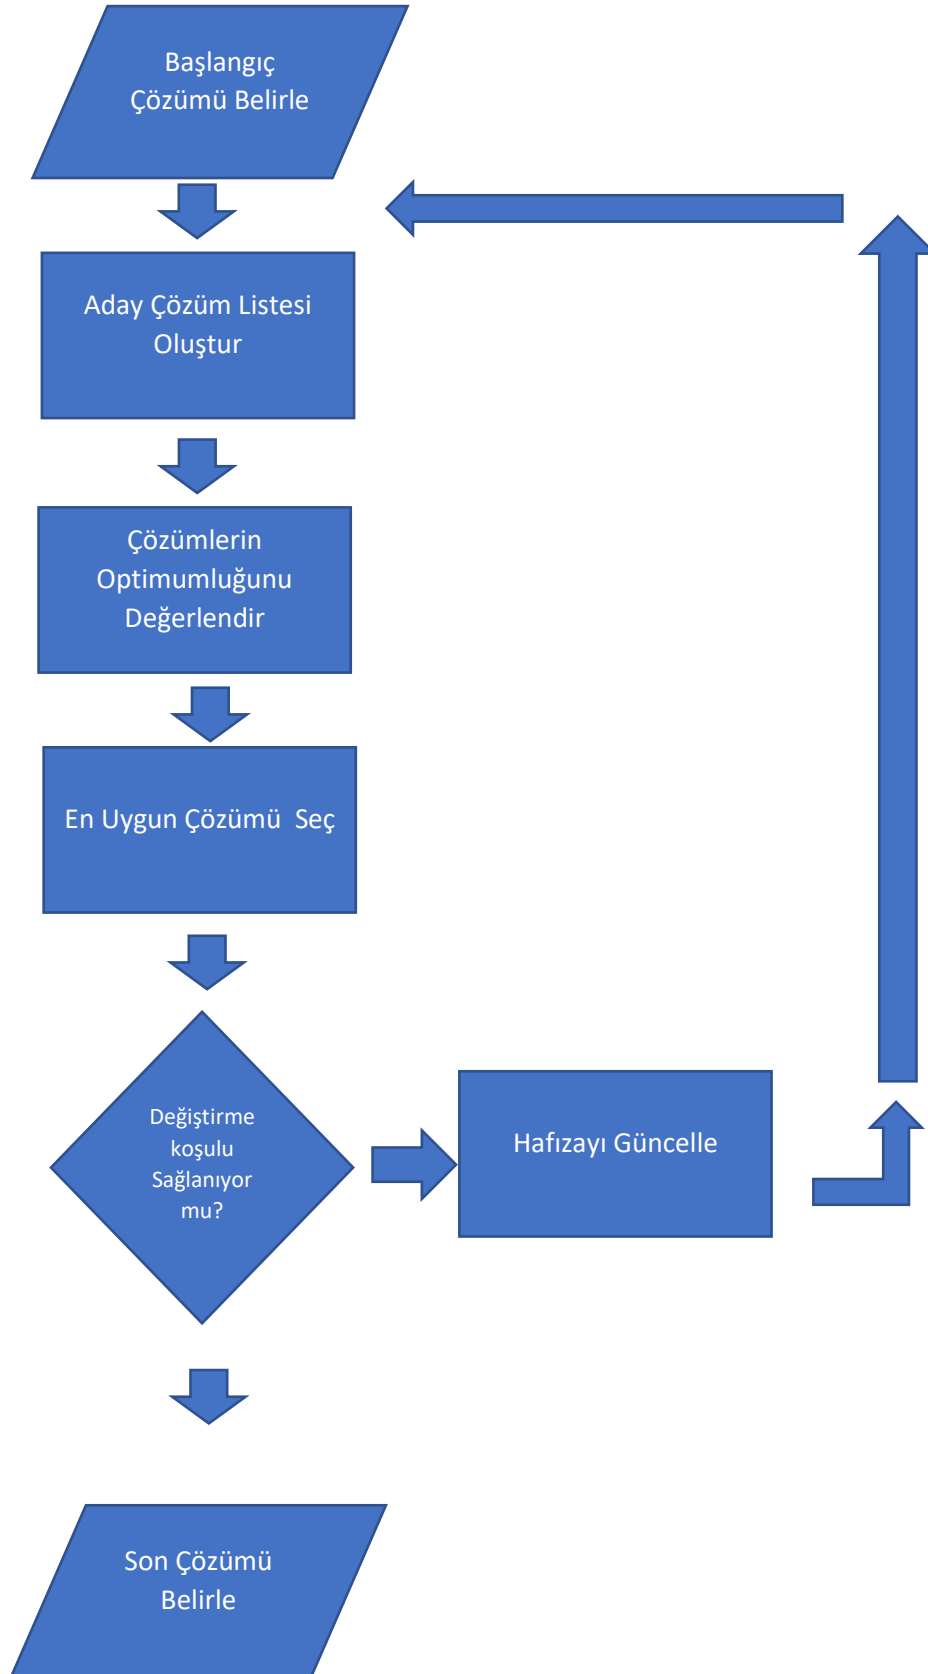 Başlangıç
Çözümü Belirle
Aday Çözüm Listesi
Oluştur
Çözümlerin
Optimumluğunu
Değerlendir
En Uygun Çözümü  Seç
Değiştirme
koşulu
Sağlanıyor
mu?
Hafızayı Güncelle
Son Çözümü
Belirle